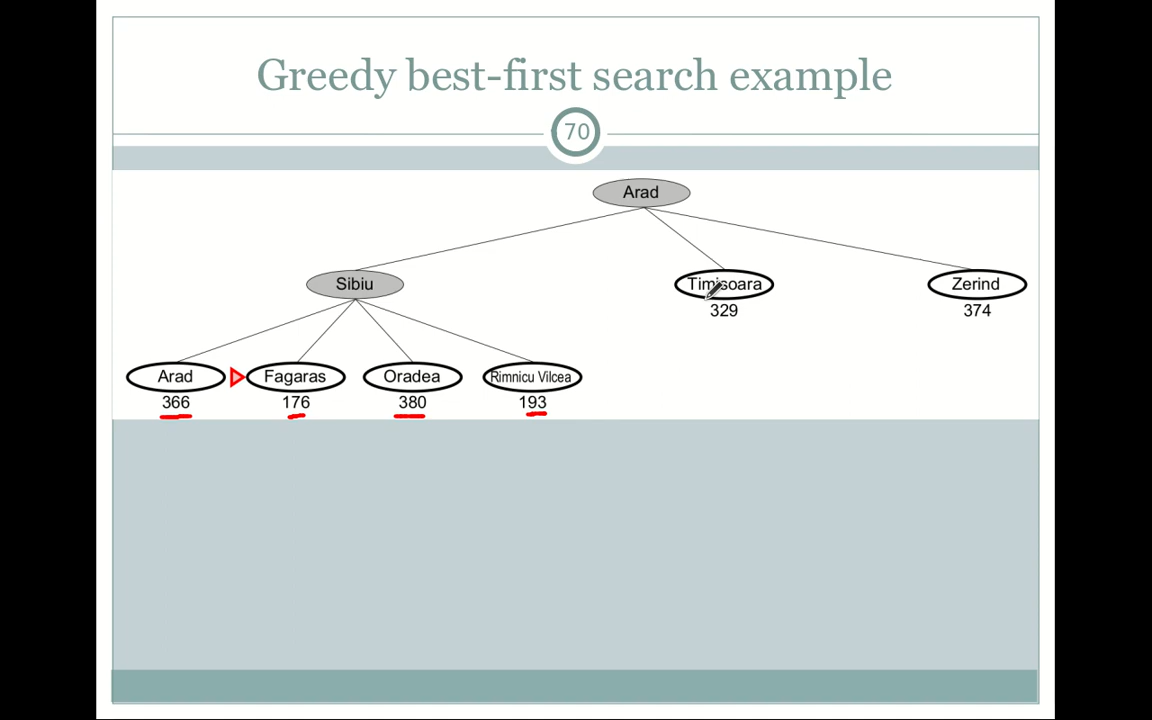 Greedy best-first search example
70
Arad
Sibiu
Timisoara
Zerind
329
374
Arad
Fagaras
Oradea
Rimnicu Vilcea
366
176
380
193